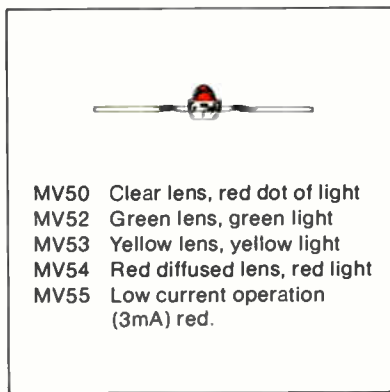 MV50 Clear lens, red dot of light
MV52 Green lens, green light
MV53 Yellow lens, yellow light
MV54 Red diffused lens, red light
MV55 Low current operation
(3mA) red.